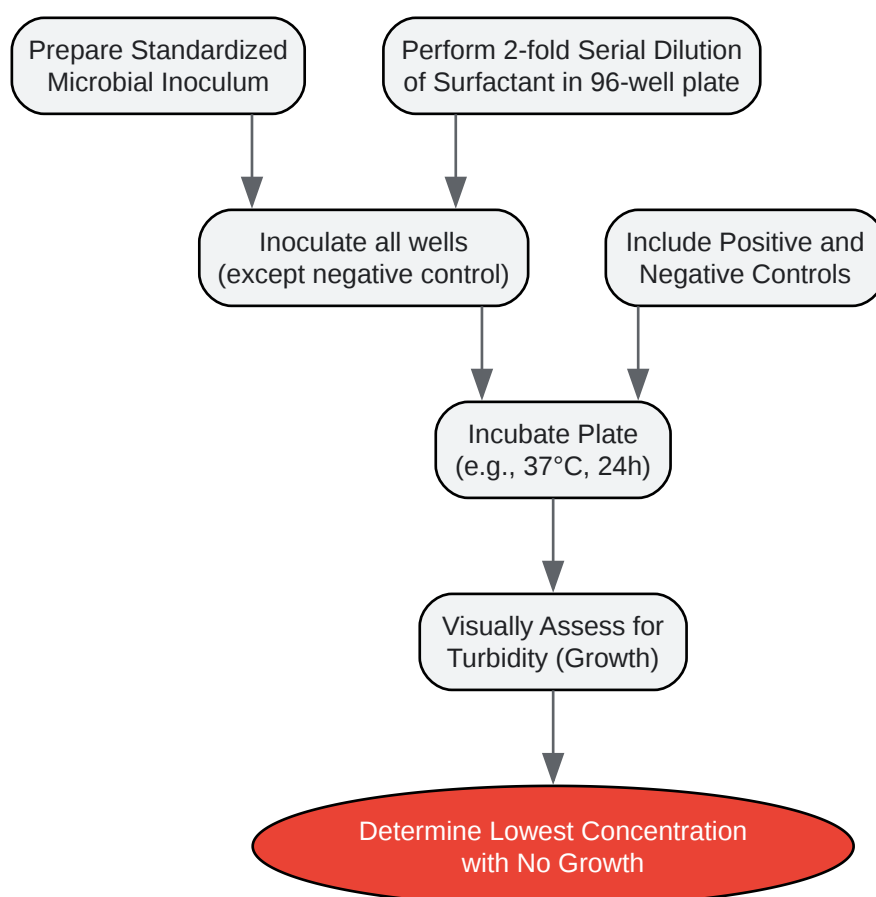 Prepare Standardized
Microbial Inoculum
Perform 2-fold Serial Dilution
of Surfactant in 96-well plate
Inoculate all wells
(except negative control)
Include Positive and
Negative Controls
Incubate Plate
(e.g., 37°C, 24h)
Visually Assess for
Turbidity (Growth)
Determine Lowest Concentration
with No Growth